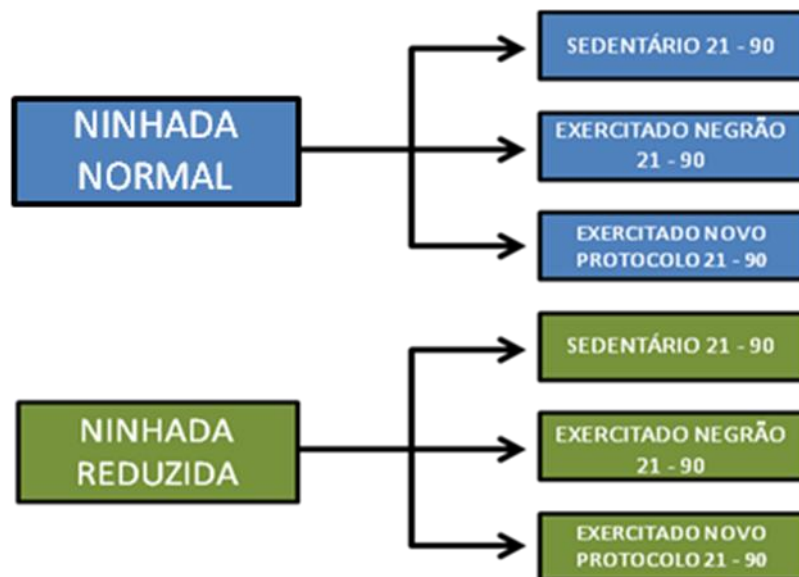 NINHADA
NORMAL
SEDENTÁRIO 21 - 90
EXERCITADO NEGRÃO
21 - 90
EXERCITADO NOVO
PROTOCOLO 21 - 90
NINHADA
REDUZIDA
SEDENTÁRIO 21 - 90
EXERCITADO NEGRÃO
21 - 90
EXERCITADO NOVO
PROTOCOLO 21 - 90